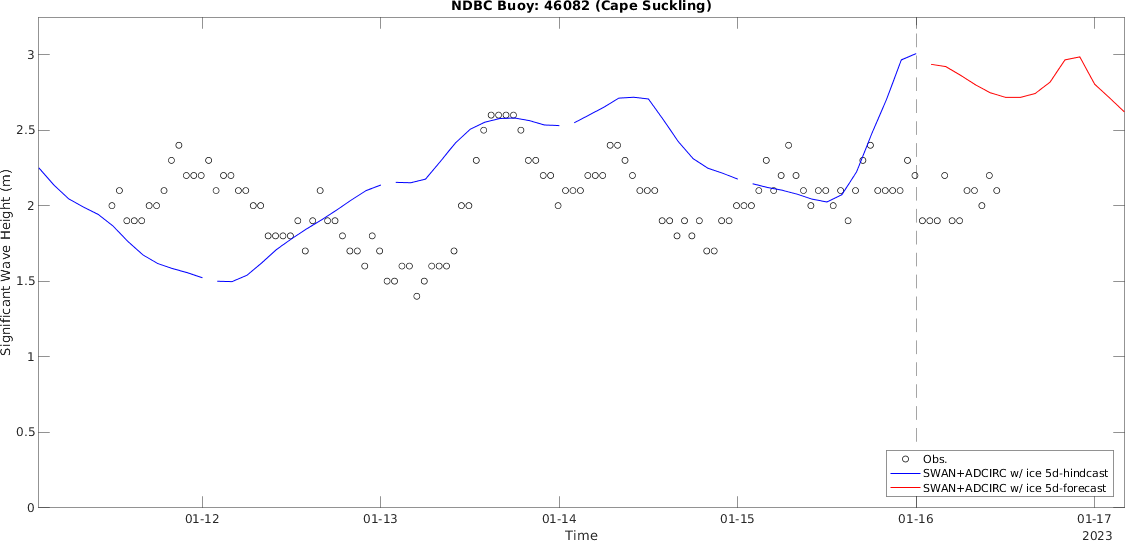 NDBC Buoy: 46082 (Cape Suckling)
Significant Wave Height (m)
3
2.5
2
1.5
1
0.5
0
Obs.
SWAN+ADCIRC w/ ice 5d-hindcast
SWAN+ADCIRC w/ ice 5d-forecast
01-12
01-13
01-14
01-15
01-16
01-17
Time
2023